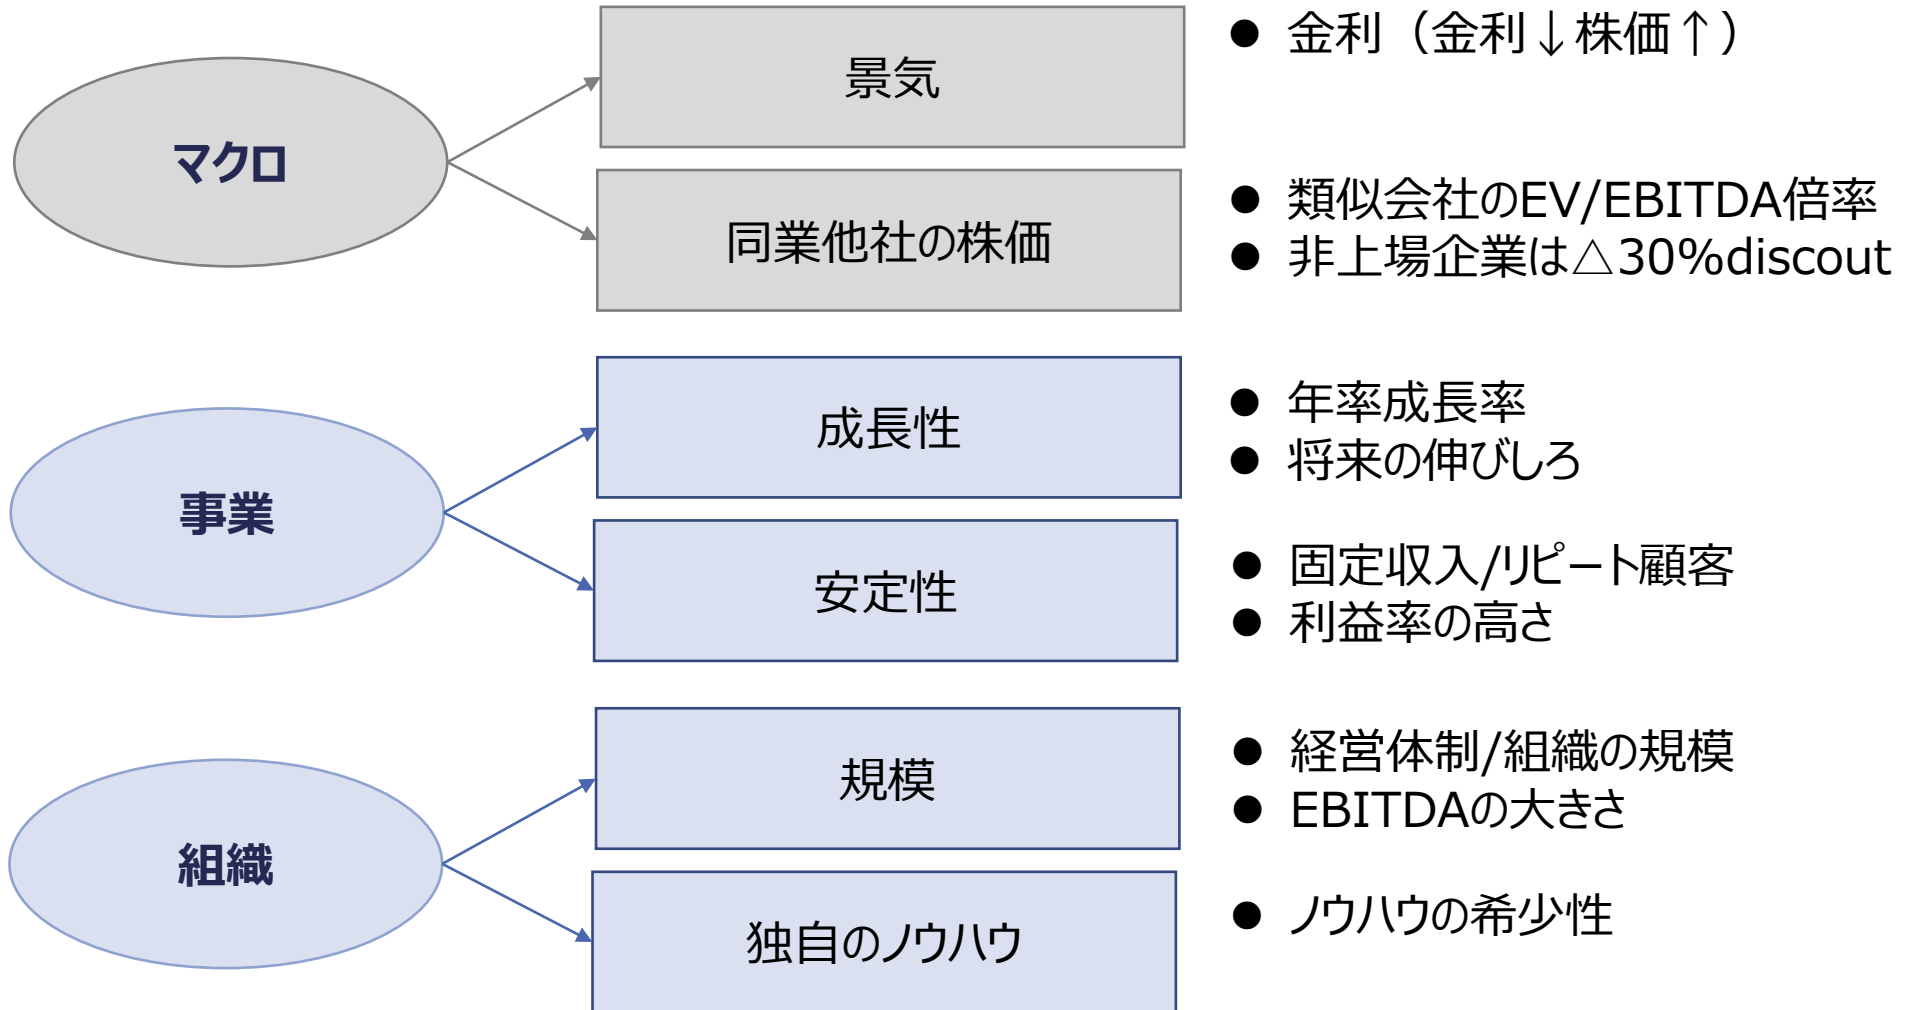 マクロ
景気
● 金利（金利↓株価↑）
同業他社の株価
● 類似会社のEV/EBITDA倍率
● 非上場企業は△30%discout
事業
成長性
● 年率成長率
● 将来の伸びしろ
安定性
● 固定収入/リピート顧客
● 利益率の高さ
組織
規模
● 経営体制/組織の規模
● EBITDAの大きさ
独自のノウハウ
● ノウハウの希少性